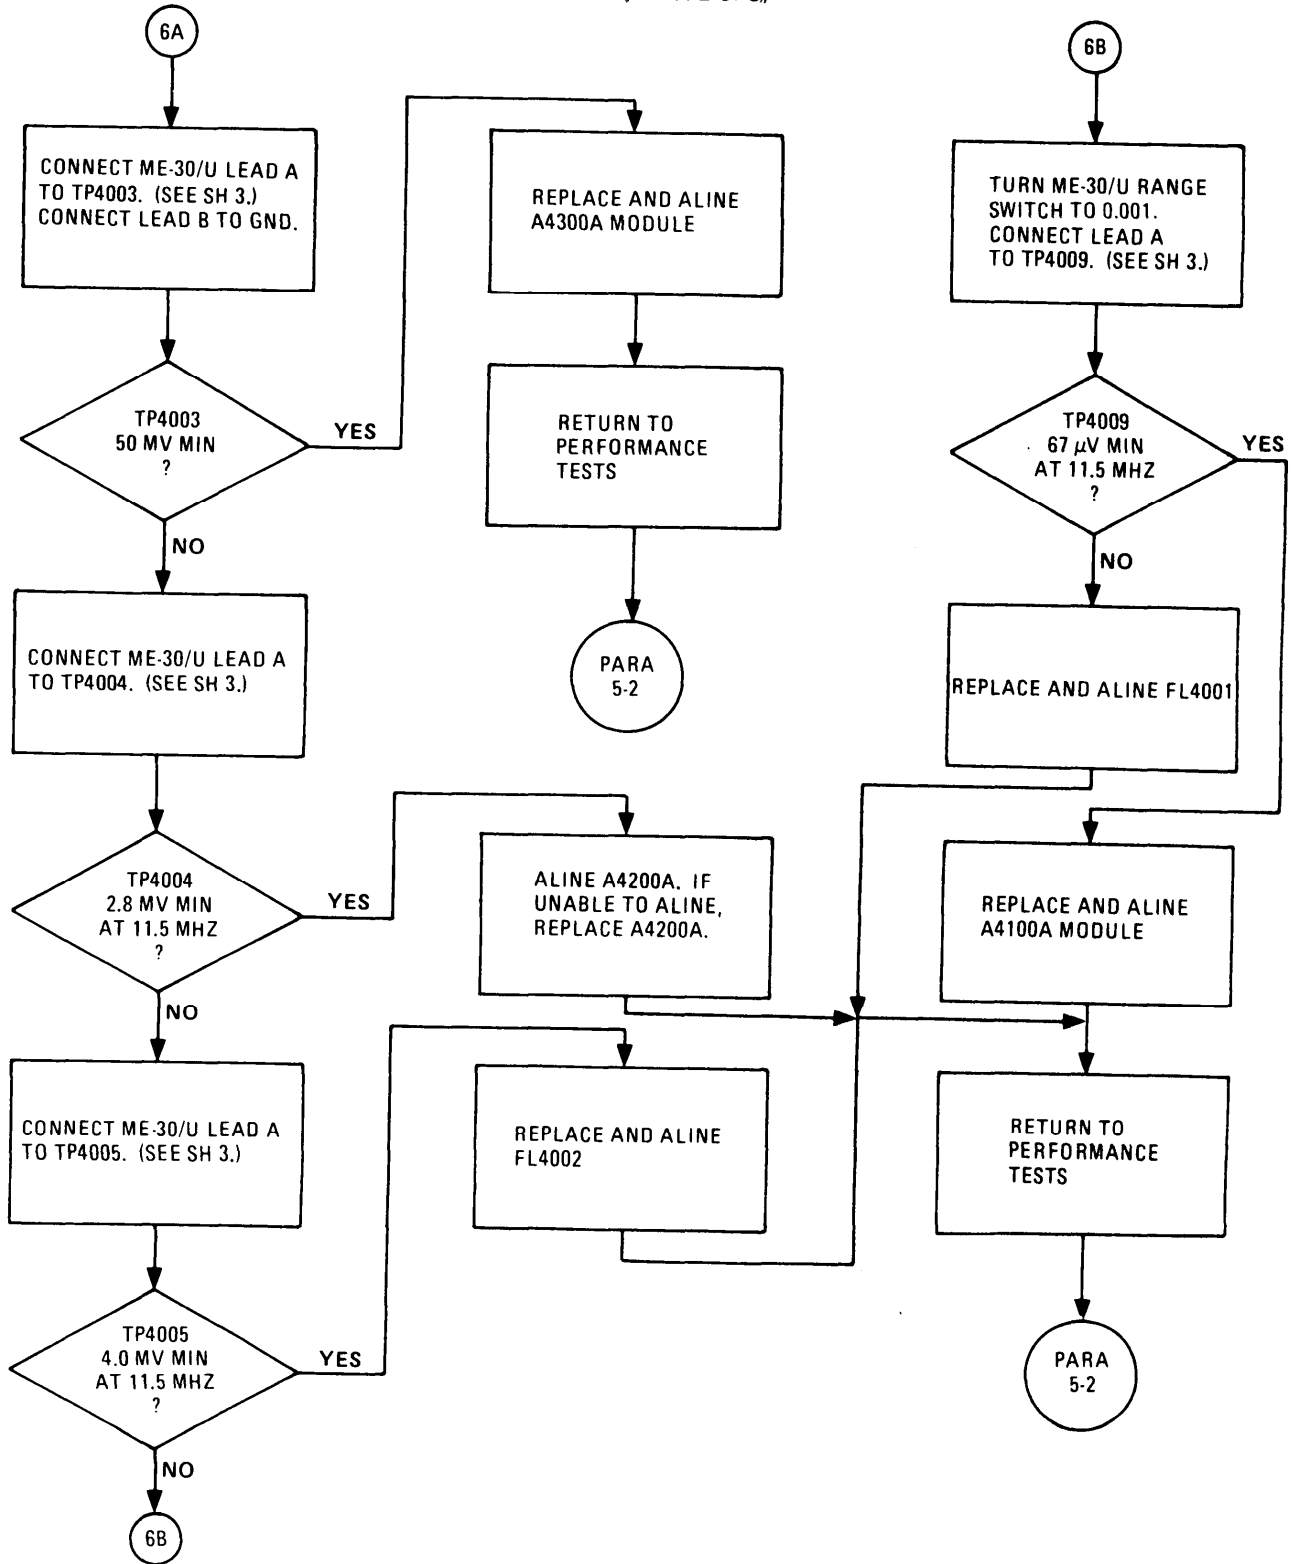 6A
CONNECT ME-30/U LEAD A
TO TP4003. (SEE SH 3.)
CONNECT LEAD B TO GND.
TP4003
50 MV MIN
?
YES
REPLACE AND ALINE
A4300A MODULE
RETURN TO
PERFORMANCE
TESTS
PARA
5-2
NO
CONNECT ME-30/U LEAD A
TO TP4004. (SEE SH 3.)
TP4004
2.8 MV MIN
AT 11.5 MHZ
?
YES
ALINE A4200A. IF
UNABLE TO ALINE,
REPLACE A4200A.
NO
CONNECT ME-30/U LEAD A
TO TP4005. (SEE SH 3.)
TP4005
4.0 MV MIN
AT 11.5 MHZ
?
YES
REPLACE AND ALINE
FL4002
NO
6B
6B
TURN ME-30/U RANGE
SWITCH TO 0.001.
CONNECT LEAD A
TO TP4009. (SEE SH 3.)
TP4009
67 μV MIN
AT 11.5 MHZ
?
YES
NO
REPLACE AND ALINE FL4001
REPLACE AND ALINE
A4100A MODULE
RETURN TO
PERFORMANCE
TESTS
PARA
5-2